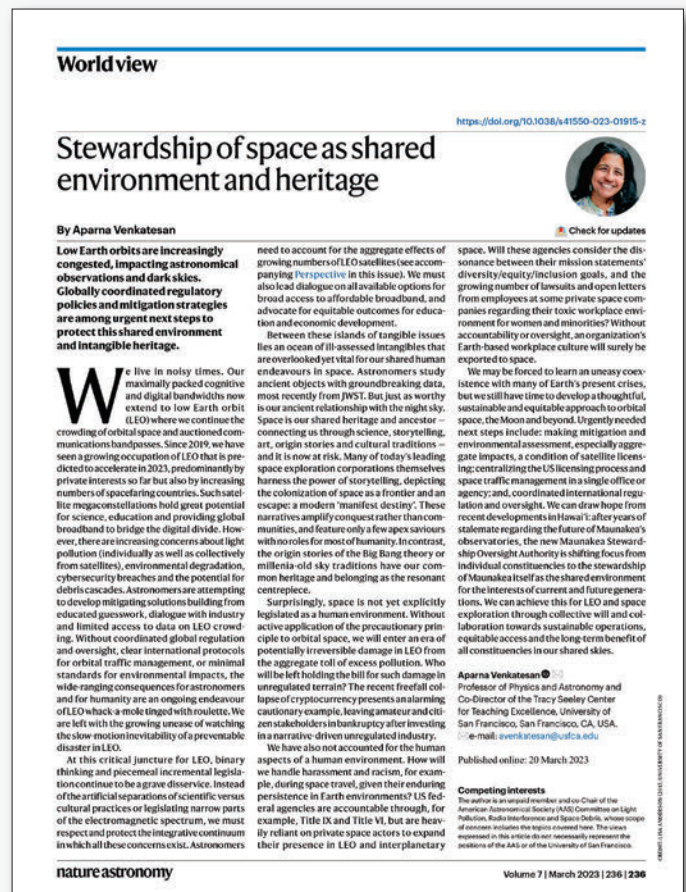 World view
https://doi.org/10.1038/s41550-023-01915-z
Stewardship of space as shared
environment and heritage
By Aparna Venkatesan
Check for updates
Low Earth orbits are increasingly
congested, impacting astronomical
observations and dark skies.
Globally coordinated regulatory
policies and mitigation strategies
are among urgent next steps to
protect this shared environment
and intangible heritage.
We live in noisy times. Our
maximally packed cognitive
and digital bandwidths now
extend to low Earth orbit
(LEO) where we continue the
crowding of orbital space and auctioned com-
munications bandpasses. Since 2019, we have
seen a growing occupation of LEO that is pre-
dicted to accelerate in 2023, predominantly by
private interests so far but also by increasing
numbers of spacefaring countries. Such satel-
lite megaconstellations hold great potential
for science, education and providing global
broadband to bridge the digital divide. How-
ever, there are increasing concerns about light
pollution (individually as well as collectively
from satellites), environmental degradation,
cybersecurity breaches and the potential for
debris cascades. Astronomers are attempting
to develop mitigating solutions building from
educated guesswork, dialogue with industry
and limited access to data on LEO crowd-
ing. Without coordinated global regulation
and oversight, clear international protocols
for orbital traffic management, or minimal
standards for environmental impacts, the
wide-ranging consequences for astronomers
and for humanity are an ongoing endeavour
of LEO whack-a-mole tinged with roulette. We
are left with the growing unease of watching
the slow-motion inevitability of a preventable
disaster in LEO.
At this critical juncture for LEO, binary
thinking and piecemeal incremental legisla-
tion continue to be a grave disservice. Instead
of the artificial separations of scientific versus
cultural practices or legislating narrow parts
of the electromagnetic spectrum, we must
respect and protect the integrative continuum
in which all these concerns exist. Astronomers
need to account for the aggregate effects of
growing numbers of LEO satellites (see accom-
panying Perspective in this issue). We must
also lead dialogue on all available options for
broad access to affordable broadband, and
advocate for equitable outcomes for educa-
tion and economic development.
Between these islands of tangible issues
lies an ocean of ill-assessed intangibles that
are overlooked yet vital for our shared human
endeavours in space. Astronomers study
ancient objects with groundbreaking data,
most recently from JWST. But just as worthy
is our ancient relationship with the night sky.
Space is our shared heritage and ancestor —
connecting us through science, storytelling,
art, origin stories and cultural traditions —
and it is now at risk. Many of today's leading
space exploration corporations themselves
harness the power of storytelling, depicting
the colonization of space as a frontier and an
escape: a modern 'manifest destiny'. These
narratives amplify conquest rather than com-
munities, and feature only a few apex saviours
with no roles for most of humanity. In contrast,
the origin stories of the Big Bang theory or
millenia-old sky traditions have our com-
mon heritage and belonging as the resonant
centrepiece.
Surprisingly, space is not yet explicitly
legislated as a human environment. Without
active application of the precautionary prin-
ciple to orbital space, we will enter an era of
potentially irreversible damage in LEO from
the aggregate toll of excess pollution. Who
will be left holding the bill for such damage in
unregulated terrain? The recent freefall col-
lapse of cryptocurrency presents an alarming
cautionary example, leaving amateur and citi-
zen stakeholders in bankruptcy after investing
in a narrative-driven unregulated industry.
We have also not accounted for the human
aspects of a human environment. How will
we handle harassment and racism, for exam-
ple, during space travel, given their enduring
persistence in Earth environments? US fed-
eral agencies are accountable through, for
example, Title IX and Title VI, but are heav-
ily reliant on private space actors to expand
their presence in LEO and interplanetary
space. Will these agencies consider the dis-
sonance between their mission statements'
diversity/equity/inclusion goals, and the
growing number of lawsuits and open letters
from employees at some private space com-
panies regarding their toxic workplace envi-
ronment for women and minorities? Without
accountability or oversight, an organization's
Earth-based workplace culture will surely be
exported to space.
We may be forced to learn an uneasy coex-
istence with many of Earth's present crises,
but we still have time to develop a thoughtful,
sustainable and equitable approach to orbital
space, the Moon and beyond. Urgently needed
next steps include: making mitigation and
environmental assessment, especially aggre-
gate impacts, a condition of satellite licens-
ing; centralizing the US licensing process and
space traffic management in a single office or
agency; and, coordinated international regu-
lation and oversight. We can draw hope from
recent developments in Hawai'i: after years of
stalemate regarding the future of Maunakea's
observatories, the new Maunakea Steward-
ship Oversight Authority is shifting focus from
individual constituencies to the stewardship
of Maunakea itself as the shared environment
for the interests of current and future genera-
tions. We can achieve this for LEO and space
exploration through collective will and col-
laboration towards sustainable operations,
equitable access and the long-term benefit of
all constituencies in our shared skies.
Aparna Venkatesan
Professor of Physics and Astronomy and
Co-Director of the Tracy Seeley Center
for Teaching Excellence, University of
San Francisco, San Francisco, CA, USA.
e-mail: avenkatesan@usfca.edu
Published online: 20 March 2023
Competing interests
The author is an unpaid member and co-Chair of the
American Astronomical Society (AAS) Committee on Light
Pollution, Radio Interference and Space Debris, whose scope
of concern includes the topics covered here. The views
expressed in this article do not necessarily represent the
positions of the AAS or of the University of San Francisco.
nature astronomy
Volume 7 | March 2023 | 236 | 236